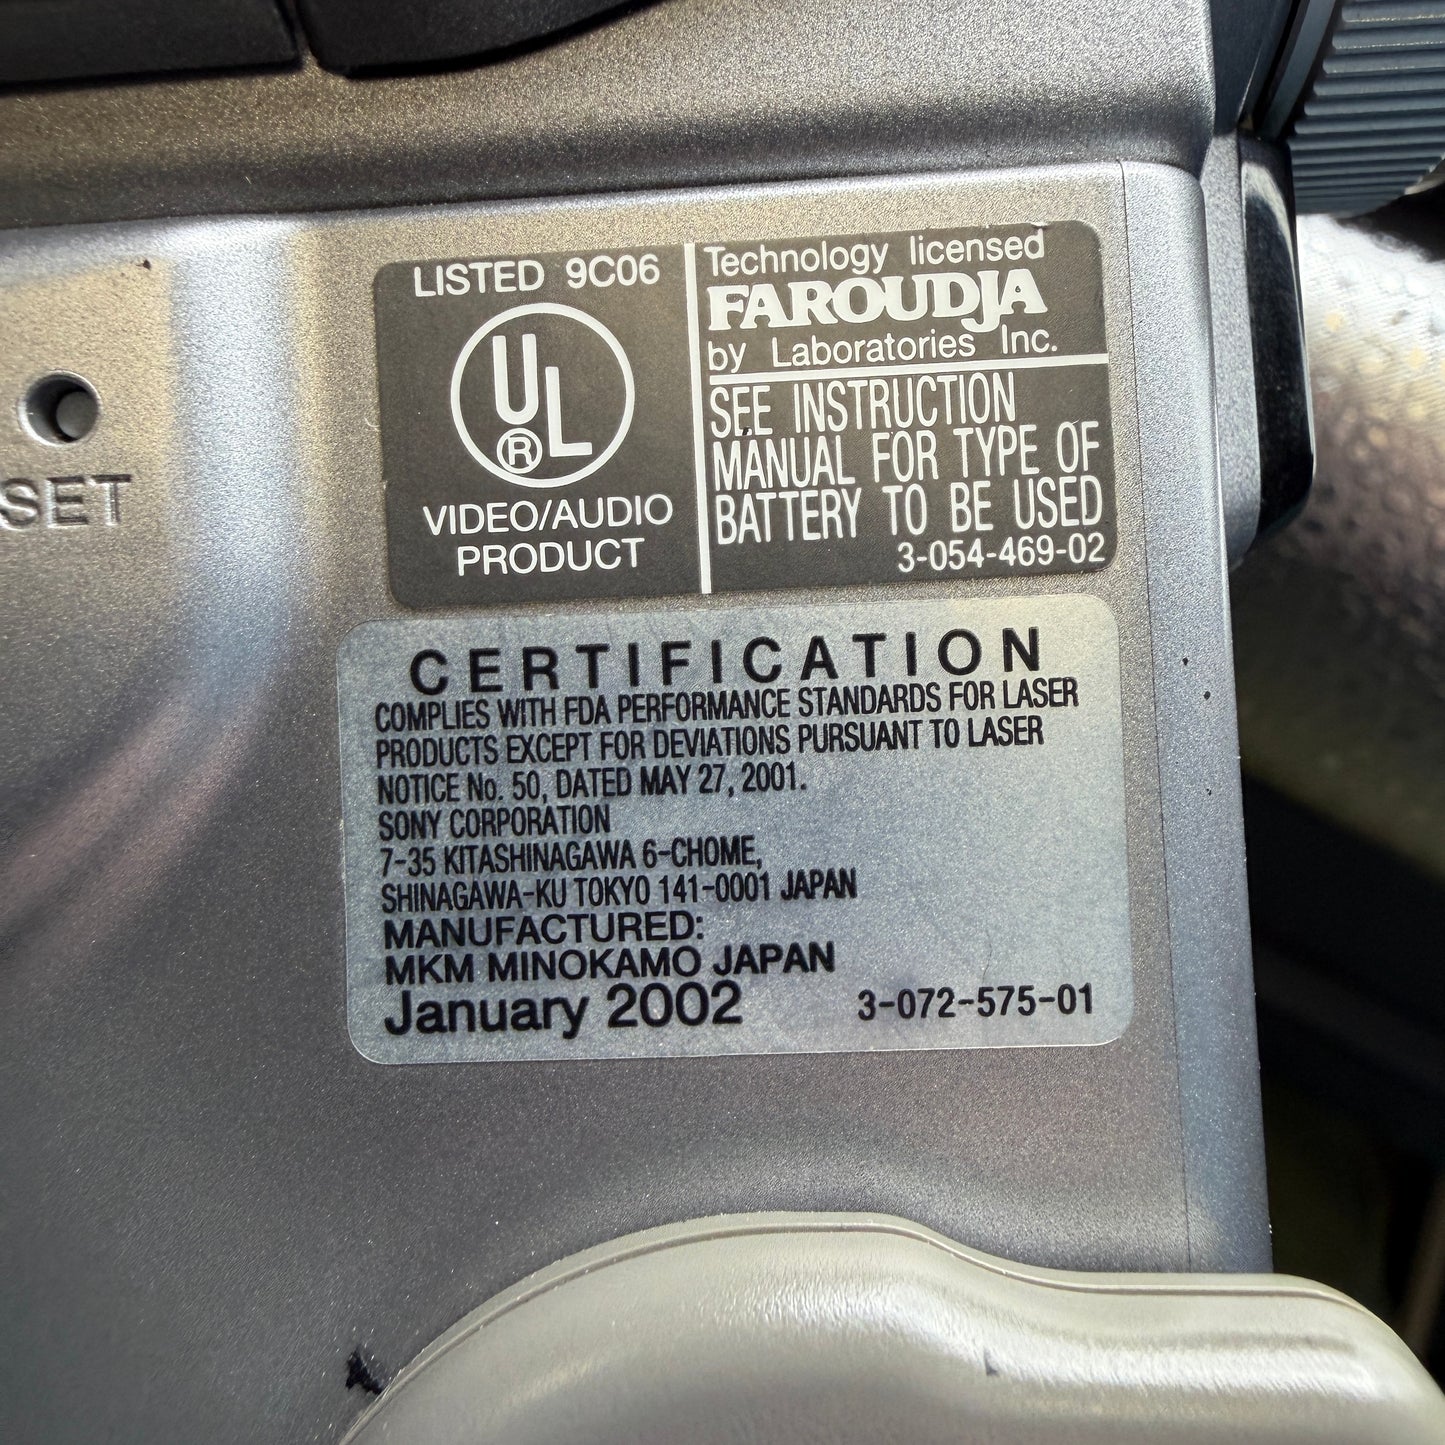 LISTED 9C06
UL
®
VIDEO/AUDIO
PRODUCT
Technology licensed
FAROUDJA
by Laboratories Inc.
SEE INSTRUCTION
MANUAL FOR TYPE OF
BATTERY TO BE USED
3-054-469-02
SET
CERTIFICATION
COMPLIES WITH FDA PERFORMANCE STANDARDS FOR LASER
PRODUCTS EXCEPT FOR DEVIATIONS PURSUANT TO LASER
NOTICE No. 50, DATED MAY 27, 2001.
SONY CORPORATION
7-35 KITASHINAGAWA 6-CHOME,
SHINAGAWA-KU TOKYO 141-0001 JAPAN
MANUFACTURED:
MKM MINOKAMO JAPAN
January 2002
3-072-575-01